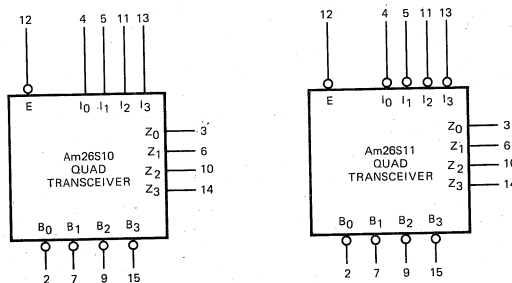 12 4 5 11 13
E I0 I1 I2 I3
Z0 3
Am26S10
QUAD
TRANSCEIVER
Z1 6
Z2 10
Z3 14
B0 B1 B2 B3
2 7 9 15
12 4 5 11 13
E I0 I1 I2 I3
Z0 3
Am26S11
QUAD
TRANSCEIVER
Z1 6
Z2 10
Z3 14
B0 B1 B2 B3
2 7 9 15